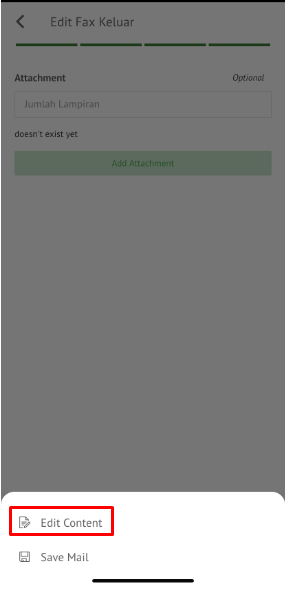 Edit Fax Keluar
Attachment Optional
Jumlah Lampiran
doesn't exist yet
Add Attachment
Edit Content
Save Mail